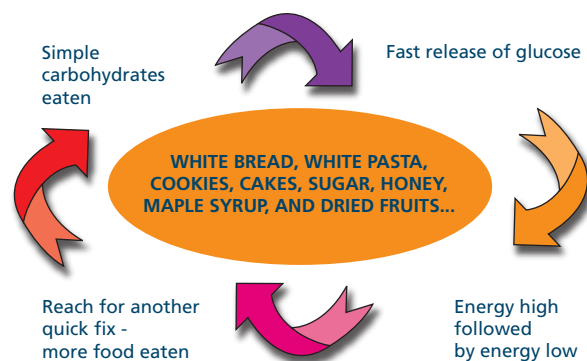 Simple
carbohydrates
eaten
Fast release of glucose
WHITE BREAD, WHITE PASTA,
COOKIES, CAKES, SUGAR, HONEY,
MAPLE SYRUP, AND DRIED FRUITS...
Reach for another
quick fix -
more food eaten
Energy high
followed
by energy low